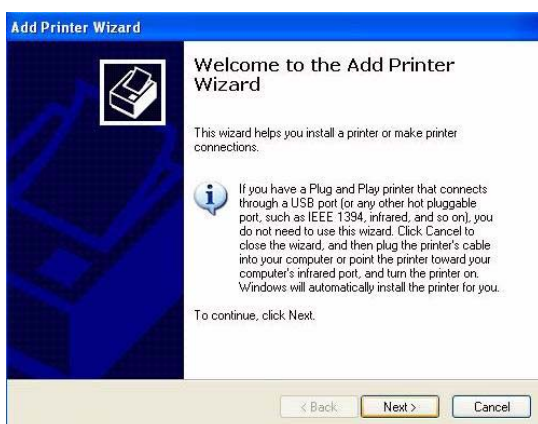 Add Printer Wizard
Welcome to the Add Printer
Wizard
This wizard helps you install a printer or make printer
connections.
If you have a Plug and Play printer that connects
through a USB port (or any other hot pluggable
port, such as IEEE 1394, infrared, and so on), you
do not need to use this wizard. Click Cancel to
close the wizard, and then plug the printer's cable
into your computer or point the printer toward your
computer's infrared port, and turn the printer on.
Windows will automatically install the printer for you.
To continue, click Next.
< Back Next > Cancel